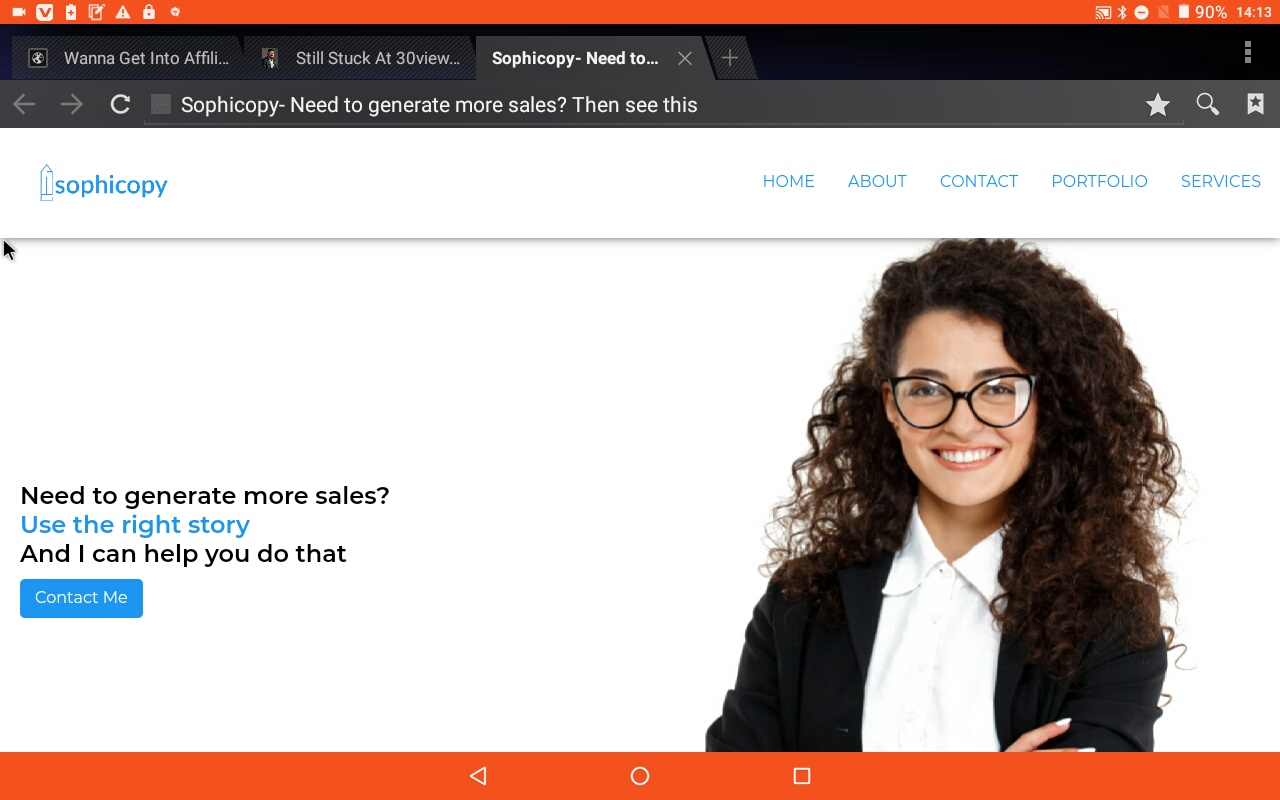 90% 14:13
Wanna Get Into Affili...
Still Stuck At 30view...
Sophicopy- Need to...
Sophicopy- Need to generate more sales? Then see this
sophicopy
HOME ABOUT CONTACT PORTFOLIO SERVICES
Need to generate more sales?
Use the right story
And I can help you do that
Contact Me